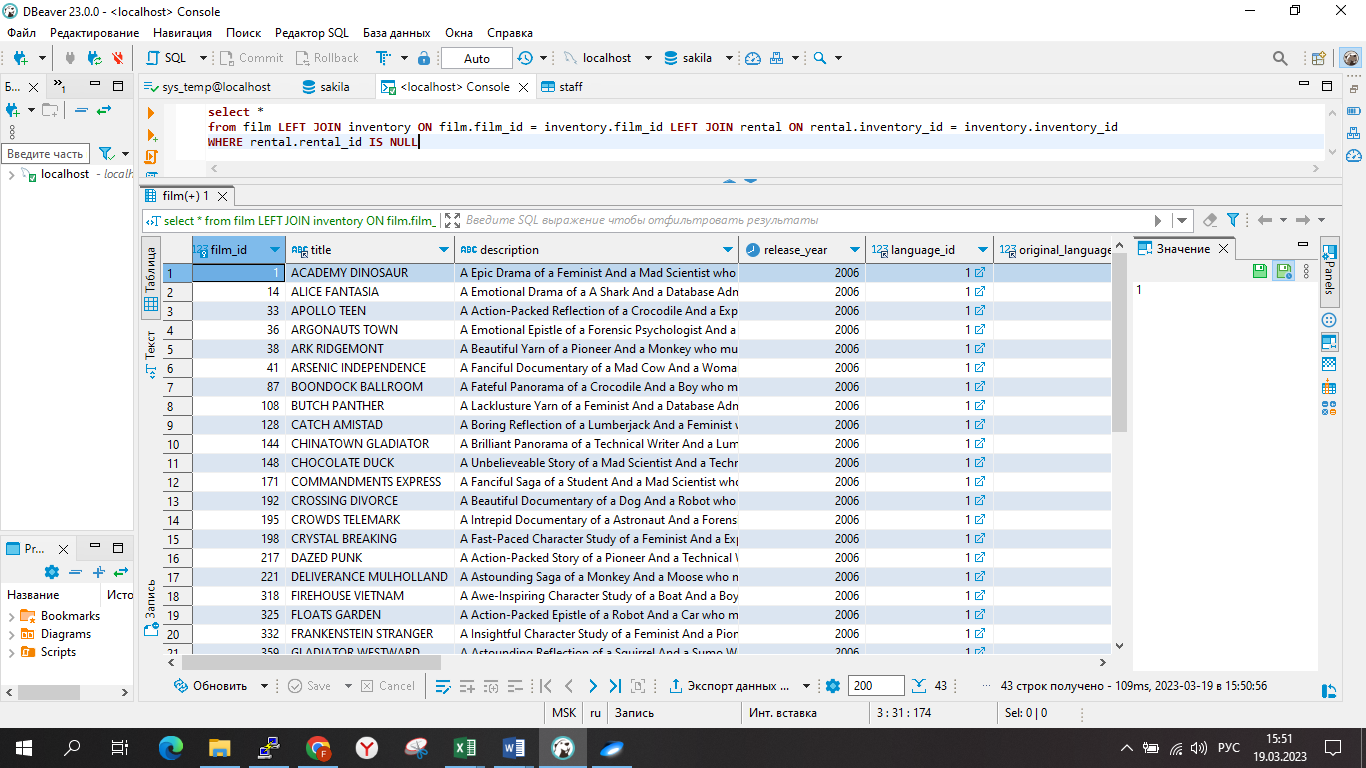 DBeaver 23.0.0 - <localhost> Console
Файл Редактирование Навигация Поиск Редактор SQL База данных Окна Справка
SQL Commit Rollback Auto localhost sakila
Б... 1 sys_temp@localhost sakila <localhost> Console staff
select *
from film LEFT JOIN inventory ON film.film_id = inventory.film_id LEFT JOIN rental ON rental.inventory_id = inventory.inventory_id
WHERE rental.rental_id IS NULL
Введите часть
localhost - localh
film(+) 1
select * from film LEFT JOIN inventory ON film.film_ Введите SQL выражение чтобы отфильтровать результаты
Таблица
Текст
Запись
123 film_id ABC title ABC description release_year 123 language_id 123 original_language
1 1 ACADEMY DINOSAUR A Epic Drama of a Feminist And a Mad Scientist who 2006 1
2 14 ALICE FANTASIA A Emotional Drama of a A Shark And a Database Adn 2006 1
3 33 APOLLO TEEN A Action-Packed Reflection of a Crocodile And a Exp 2006 1
4 36 ARGONAUTS TOWN A Emotional Epistle of a Forensic Psychologist And a 2006 1
5 38 ARK RIDGEMONT A Beautiful Yarn of a Pioneer And a Monkey who mu 2006 1
6 41 ARSENIC INDEPENDENCE A Fanciful Documentary of a Mad Cow And a Woma 2006 1
7 87 BOONDOCK BALLROOM A Fateful Panorama of a Crocodile And a Boy who m 2006 1
8 108 BUTCH PANTHER A Lacklusture Yarn of a Feminist And a Database Adn 2006 1
9 128 CATCH AMISTAD A Boring Reflection of a Lumberjack And a Feminist w 2006 1
10 144 CHINATOWN GLADIATOR A Brilliant Panorama of a Technical Writer And a Lum 2006 1
11 148 CHOCOLATE DUCK A Unbelieveable Story of a Mad Scientist And a Techr 2006 1
12 171 COMMANDMENTS EXPRESS A Fanciful Saga of a Student And a Mad Scientist who 2006 1
13 192 CROSSING DIVORCE A Beautiful Documentary of a Dog And a Robot who 2006 1
14 195 CROWDS TELEMARK A Intrepid Documentary of a Astronaut And a Forens 2006 1
15 198 CRYSTAL BREAKING A Fast-Paced Character Study of a Feminist And a Exp 2006 1
16 217 DAZED PUNK A Action-Packed Story of a Pioneer And a Technical W 2006 1
17 221 DELIVERANCE MULHOLLAND A Astounding Saga of a Monkey And a Moose who m 2006 1
18 318 FIREHOUSE VIETNAM A Awe-Inspiring Character Study of a Boat And a Boy 2006 1
19 325 FLOATS GARDEN A Action-Packed Epistle of a Robot And a Car who m 2006 1
20 332 FRANKENSTEIN STRANGER A Insightful Character Study of a Feminist And a Pion 2006 1
21 359 GLADIATOR WESTWARD A Astounding Reflection of a Squirrel And a Sumo W 2006 1
Значение
1
Panels
Pr...
Название Исто
Bookmarks
Diagrams
Scripts
Обновить Save Cancel Экспорт данных ... 200 43 43 строк получено - 109ms, 2023-03-19 в 15:50:56
MSK ru Запись Инт. вставка 3 : 31 : 174 Sel: 0 | 0
РУС
15:51
19.03.2023